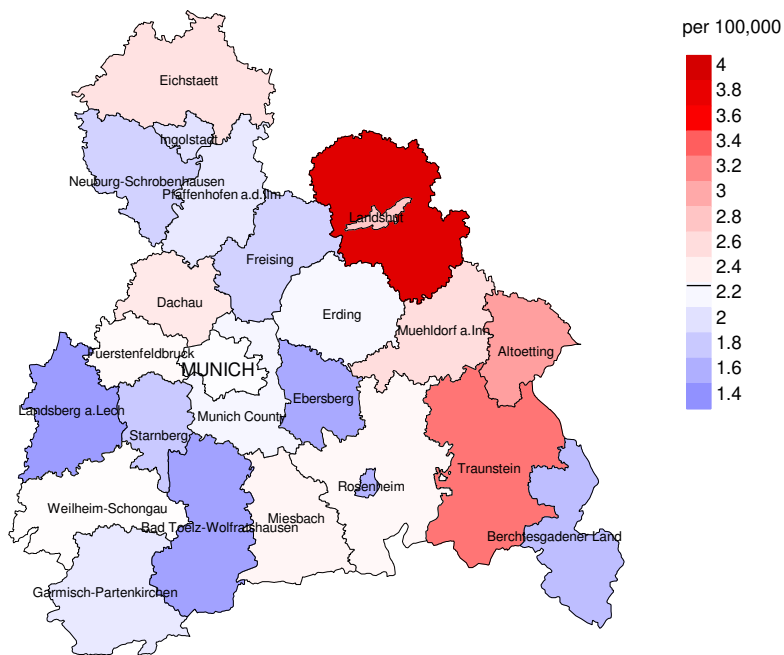 per 100,000
4
3.8
3.6
3.4
3.2
3
2.8
2.6
2.4
2.2
2
1.8
1.6
1.4
Eichstaett
Ingolstadt
Neuburg-Schrobenhausen
Pfaffenhofen a.d.Ilm
Landshut
Freising
Dachau
Erding
Muehldorf a.Inn
Altoetting
Fuerstenfeldbruck
MUNICH
Ebersberg
Landsberg a.Lech
Munich County
Starnberg
Traunstein
Rosenheim
Weilheim-Schongau
Miesbach
Bad Toelz-Wolfratshausen
Berchtesgadener Land
Garmisch-Partenkirchen